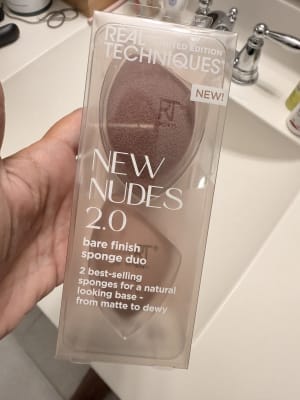 REAL LIMITED EDITION
TECHNIQUES®
NEW!
RT
NEW
NUDES
2.0
bare finish
sponge duo
2 best-selling
sponges for a natural
looking base -
from matte to dewy